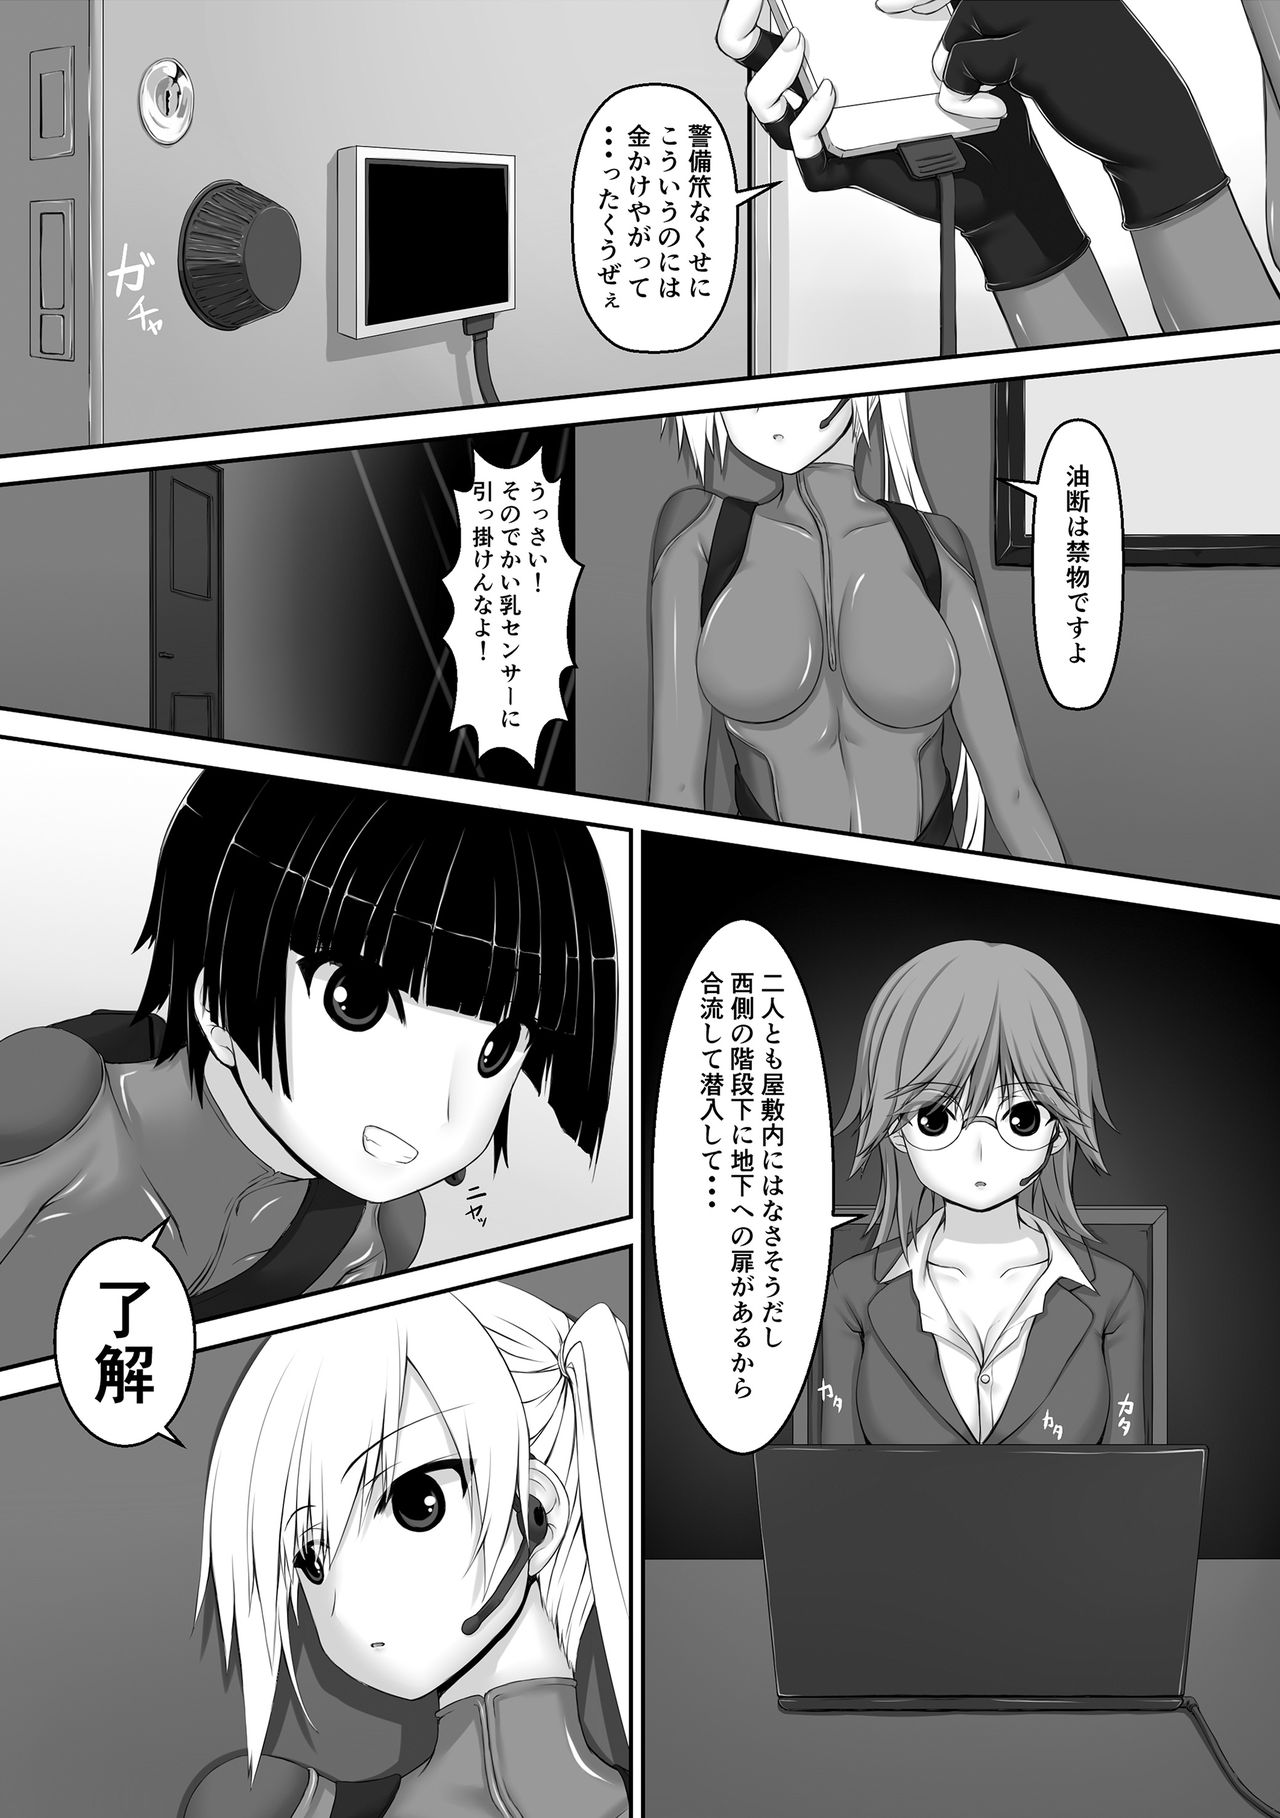 警備笊なくせに
こういうのには
金かけやがって
・・・ったくうぜぇ
ガチャ
油断は禁物ですよ
うっさい！
そのでかい乳センサーに
引っ掛けんなよ！
二人とも屋敷内にはなさそうだし
西側の階段下に地下への扉があるから
合流して潜入して・・・
カタ
カタ
カタ
ニヤッ
了解